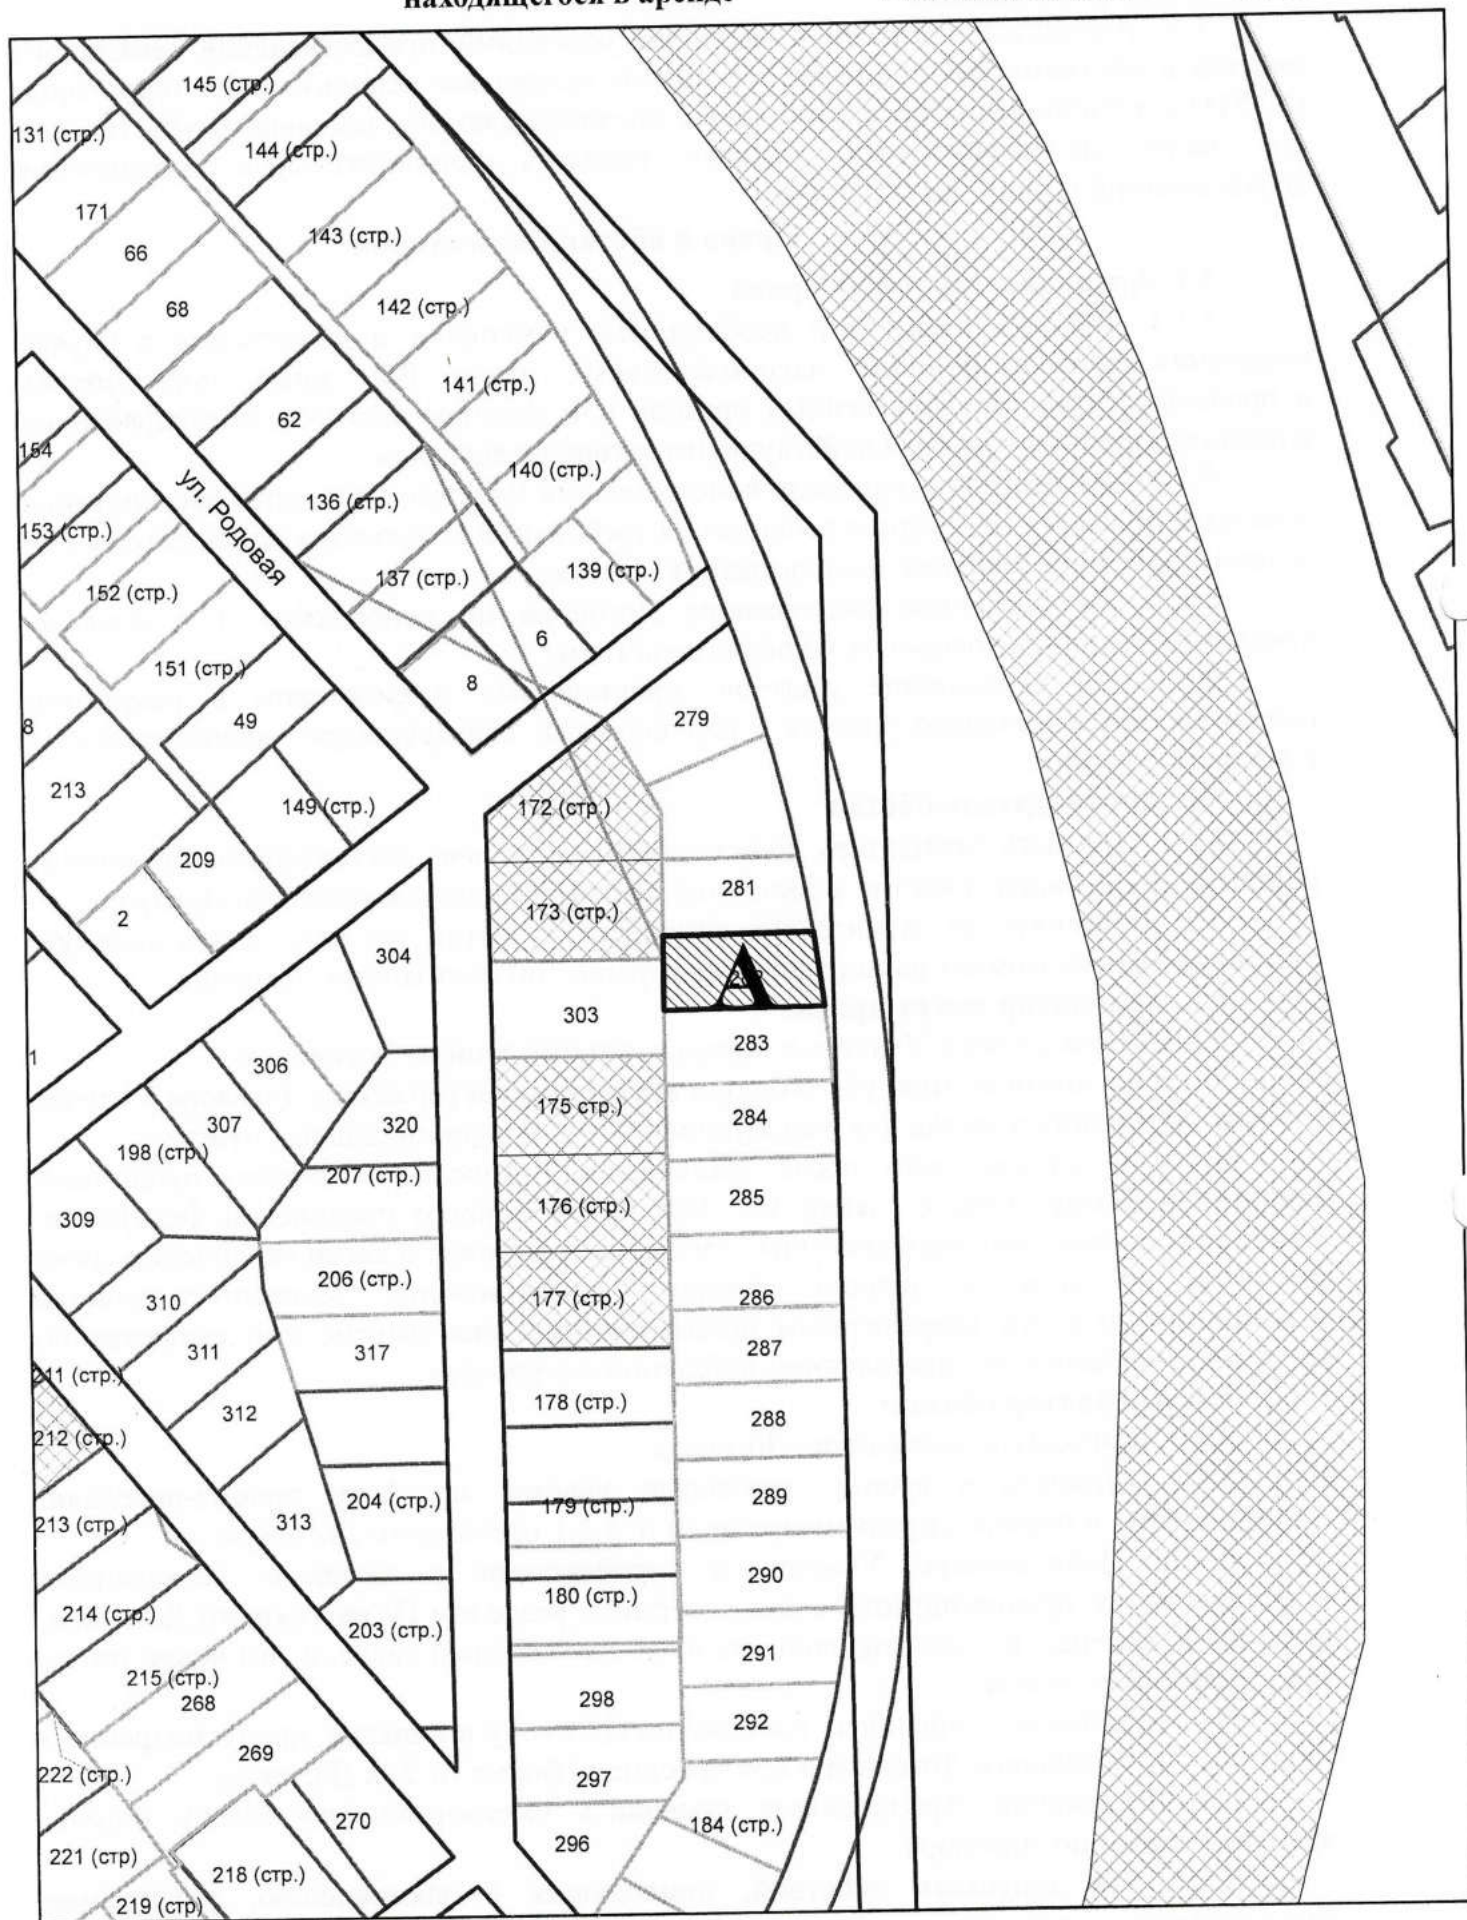 находящегося в аренде
145 (стр.)
131 (стр.)
144 (стр.)
171
143 (стр.)
66
68
142 (стр.)
141 (стр.)
62
154
140 (стр.)
ул. Родовая
136 (стр.)
153 (стр.)
139 (стр.)
137 (стр.)
152 (стр.)
6
151 (стр.)
8
279
49
8
213
149 (стр.)
172 (стр.)
209
281
2
173 (стр.)
304
А
303
283
1
306
175 стр.)
307
320
284
198 (стр.)
207 (стр.)
285
176 (стр.)
309
206 (стр.)
286
177 (стр.)
310
287
311
317
211 (стр.)
178 (стр.)
312
288
212 (стр.)
204 (стр.)
289
179 (стр.)
213 (стр.)
313
290
180 (стр.)
214 (стр.)
203 (стр.)
291
215 (стр.)
268
298
292
269
222 (стр.)
297
270
184 (стр.)
296
221 (стр)
218 (стр.)
219 (стр)